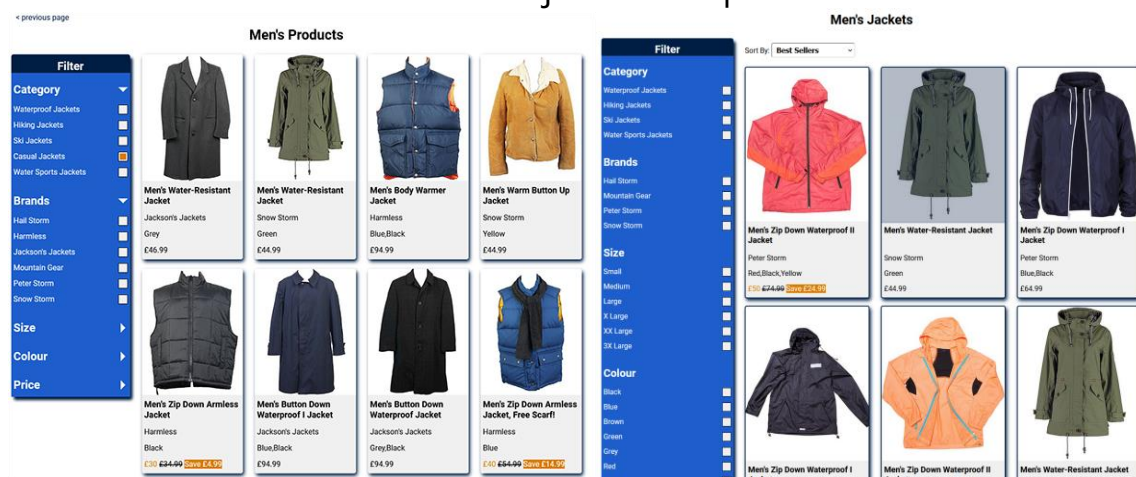 < previous page
Men's Products
Filter
Category
Waterproof Jackets
Hiking Jackets
Ski Jackets
Casual Jackets
Water Sports Jackets
Brands
Hail Storm
Harmless
Jackson's Jackets
Mountain Gear
Peter Storm
Snow Storm
Size
Colour
Price
Men's Water-Resistant
Jacket
Jackson's Jackets
Grey
£46.99
Men's Water-Resistant
Jacket
Snow Storm
Green
£44.99
Men's Body Warmer
Jacket
Harmless
Blue,Black
£94.99
Men's Warm Button Up
Jacket
Snow Storm
Yellow
£44.99
Men's Zip Down Armless
Jacket
Harmless
Black
£30 £34.99 Save £4.99
Men's Button Down
Waterproof I Jacket
Jackson's Jackets
Blue,Black
£94.99
Men's Button Down
Waterproof Jacket
Jackson's Jackets
Grey,Black
£94.99
Men's Zip Down Armless
Jacket, Free Scarf!
Harmless
Blue
£40 £54.99 Save £14.99
Men's Jackets
Filter
Category
Waterproof Jackets
Hiking Jackets
Ski Jackets
Water Sports Jackets
Brands
Hail Storm
Mountain Gear
Peter Storm
Snow Storm
Size
Small
Medium
Large
X Large
XX Large
3X Large
Colour
Black
Blue
Brown
Green
Grey
Red
Sort By: Best Sellers
Men's Zip Down Waterproof II
Jacket
Peter Storm
Red,Black,Yellow
£50 £74.99 Save £24.99
Men's Water-Resistant Jacket
Snow Storm
Green
£44.99
Men's Zip Down Waterproof I
Jacket
Peter Storm
Blue,Black
£64.99
Men's Zip Down Waterproof I
Men's Zip Down Waterproof II
Men's Water-Resistant Jacket